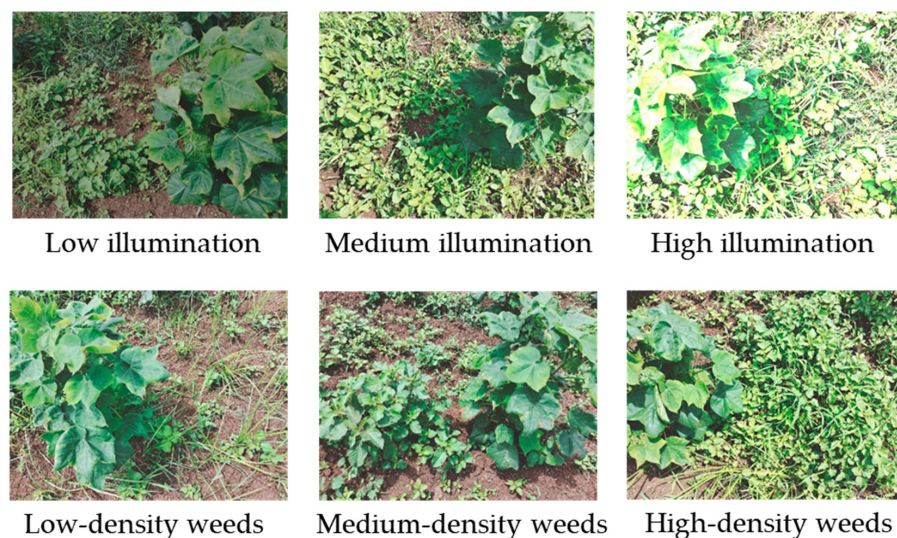 Low illumination
Medium illumination
High illumination
Low-density weeds
Medium-density weeds
High-density weeds